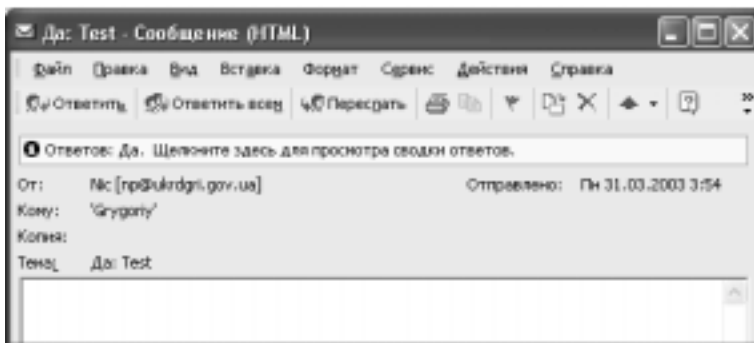 Да: Test - Сообщение (HTML)
Файл Правка Вид Вставка Формат Сервис Действия Справка
Ответить Ответить всем Переслать
Ответов: Да. Щелкните здесь для просмотра сводки ответов.
От: Nic [np@ukrdgri.gov.ua] Отправлено: Пн 31.03.2003 3:54
Кому: 'Grygoriy'
Копия:
Тема: Да: Test